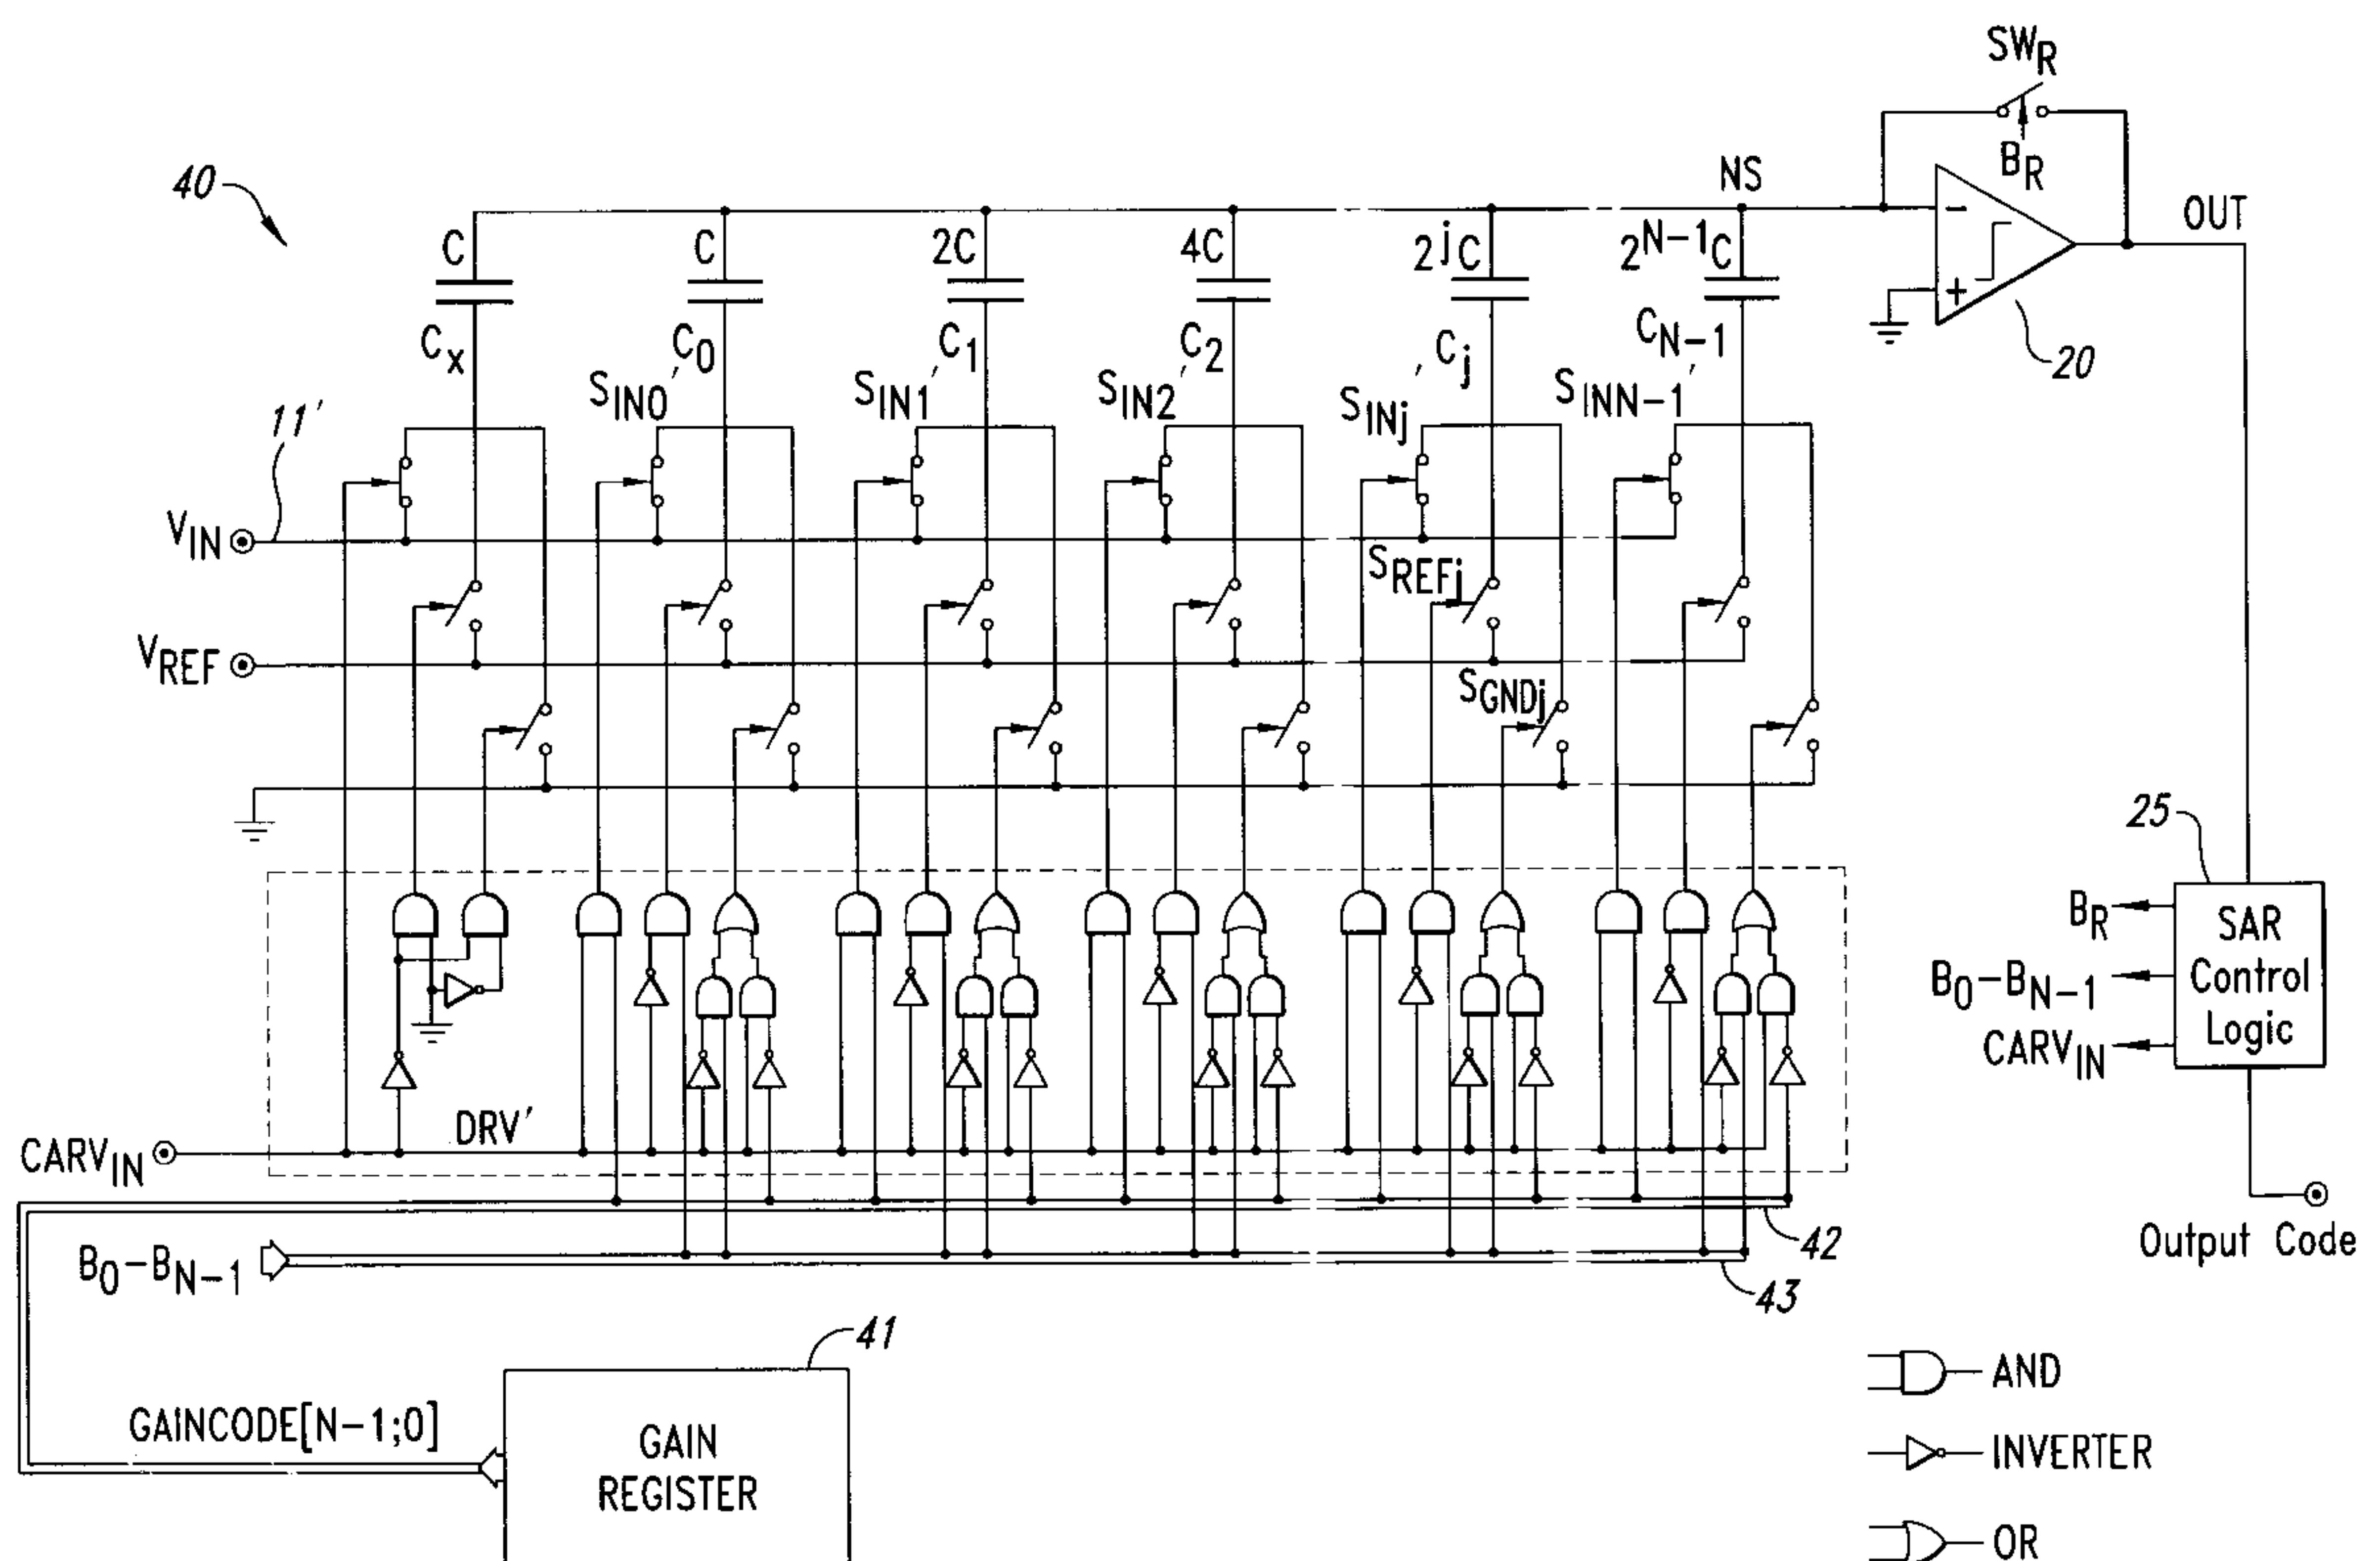 SWR
BR
40
NS
OUT
C
C
2C
4C
2jC
2N-1C
−
+
Cx
C0
C1
C2
Cj
CN-1
20
11'
SIN0'
SIN1'
SIN2'
SINj'
SINN-1'
VIN
SREFj
VREF
SGNDj
25
BR
SAR
Control
Logic
B0-BN-1
CARVIN
DRV'
CARVIN
42
Output Code
B0-BN-1
43
41
GAINCODE[N-1;0]
GAIN
REGISTER
AND
INVERTER
OR